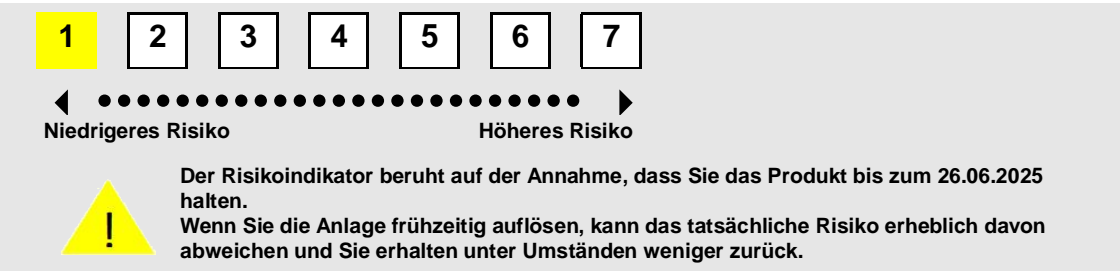 1 2 3 4 5 6 7
Niedrigeres Risiko Höheres Risiko
Der Risikoindikator beruht auf der Annahme, dass Sie das Produkt bis zum 26.06.2025
halten.
Wenn Sie die Anlage frühzeitig auflösen, kann das tatsächliche Risiko erheblich davon
abweichen und Sie erhalten unter Umständen weniger zurück.
!